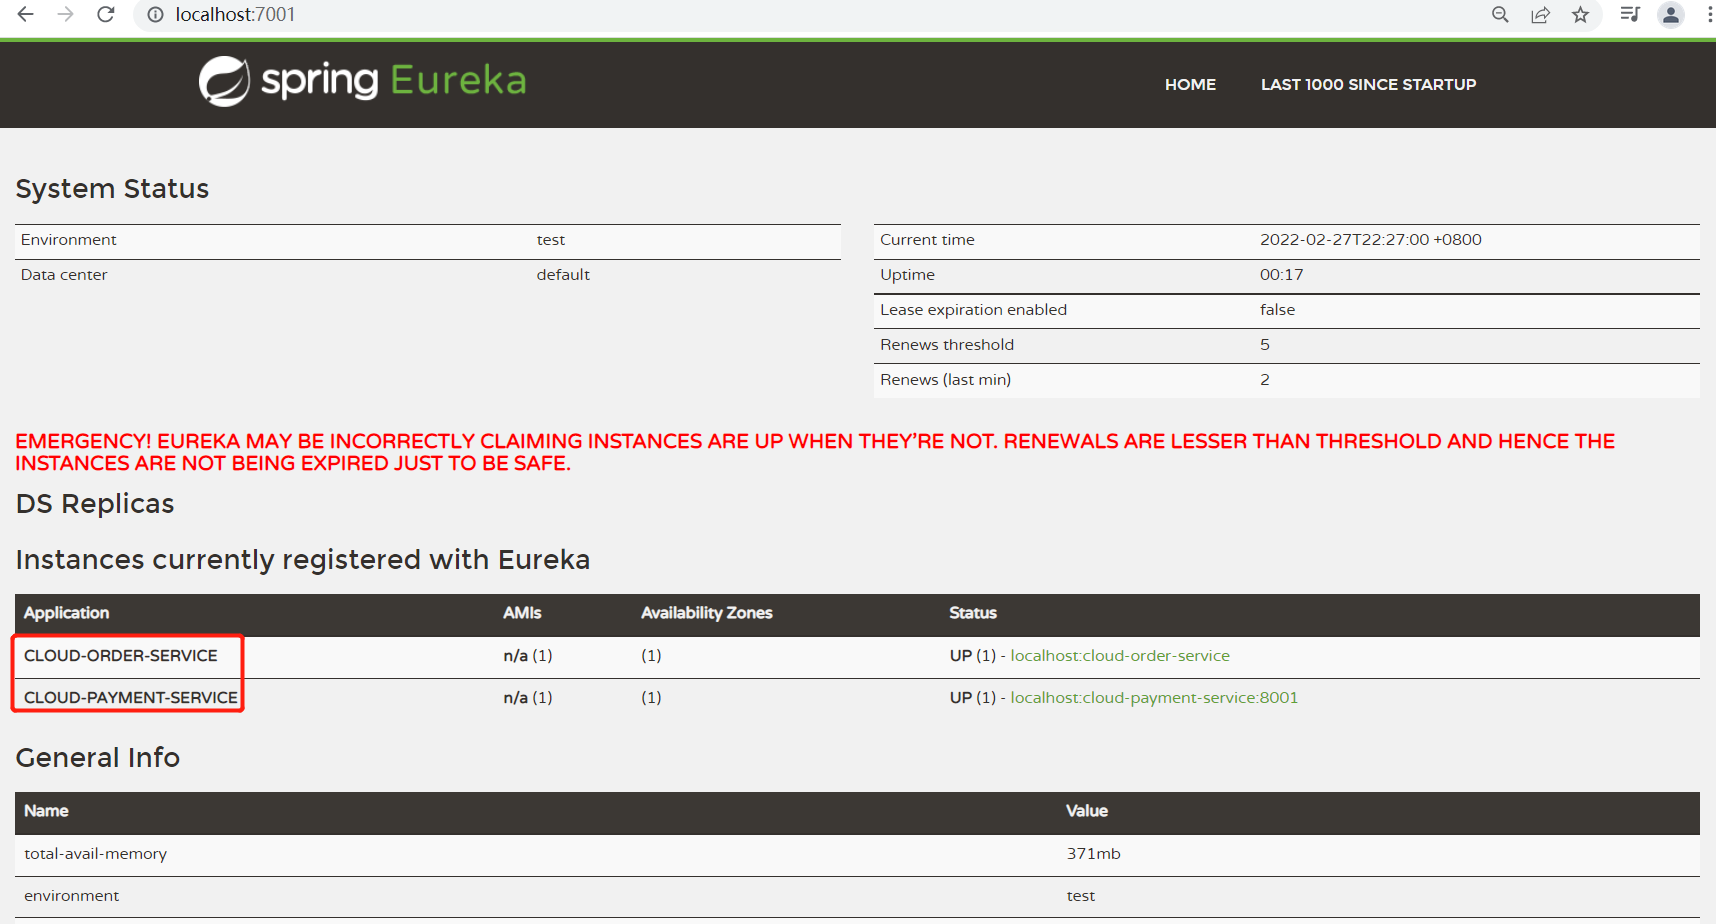 localhost:7001
spring Eureka
HOME LAST 1000 SINCE STARTUP
System Status
Environment test
Data center default
Current time 2022-02-27T22:27:00 +0800
Uptime 00:17
Lease expiration enabled false
Renews threshold 5
Renews (last min) 2
EMERGENCY! EUREKA MAY BE INCORRECTLY CLAIMING INSTANCES ARE UP WHEN THEY'RE NOT. RENEWALS ARE LESSER THAN THRESHOLD AND HENCE THE
INSTANCES ARE NOT BEING EXPIRED JUST TO BE SAFE.
DS Replicas
Instances currently registered with Eureka
Application AMIs Availability Zones Status
CLOUD-ORDER-SERVICE n/a (1) (1) UP (1) - localhost:cloud-order-service
CLOUD-PAYMENT-SERVICE n/a (1) (1) UP (1) - localhost:cloud-payment-service:8001
General Info
Name Value
total-avail-memory 371mb
environment test